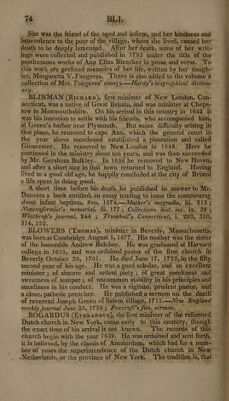 74 BLI.
She was the friend of the aged and infirm, and her kindness and
benevolence to the poor of the village, where she lived, caused her
death to be deeply lamented. After her death, some of her writ-
ings were collected and published in 1793 under the title of the
posthumous works of Ann Eliza Bleecker in prose and verse. To
this work are prefixed memoirs of her life, written by her daugh-
ter, Margaretta V. Faugeres. There is also added to the volume a
collection of Mrs. Faugeres' essays.—Hardy's biographical diction-
ary.
BLINMAN (RICHARD), first minister of New London, Con-
necticut, was a native of Great Britain, and was minister at Cheps-
tow in Monmouthshire. On his arrival in this country in 1642 it
was his intention to settle with his friends, who accompanied him,
at Green's harbor near Plymouth. But some difficulty arising in
that place, he removed to cape Ann, which the general court in
the year above mentioned established a plantation and called
Gloucester. He removed to New London in 1648. Here he
continued in the ministry about ten years, and was then succeeded
by Mr. Gershom Bulkley. In 1658 he removed to New Haven,
and after a short stay in that town returned to England. Having
lived to a good old age, he happily concluded at the city of Bristol
a life spent in doing good.
A short time before his death, he published in answer to Mr.
Danvers a book entitled, an essay tending to issue the controversy
about infant baptism, 8vo, 1674.—Mather's magnalia, iii. 213;
Nonconformist's memorial, iii. 177; Collections hist. soc. ix. 39;
Winthrop's journal, 244; Trumbull's Connecticut, i. 293, 310,
314, 522.
BLOWERS (THOMAS), minister in Beverly, Massachusetts,
was born at Cambridge August 1, 1677. His mother was the sister
of the honorable Andrew Belcher. He was graduated at Harvard
college in 1695, and was ordained pastor of the first church in
Beverly October 29, 1701. He died June 17, 1729, in the fifty
second year of his age. He was a good scholar, and an excellent
minister; of sincere and ardent piety; of great meekness and
sweetness of temper; of uncommon stability in his principles and
steadiness in his conduct. He was a vigilant, prudent pastor, and
a close, pathetic preacher. He published a sermon on the death
of reverend Joseph Green of Salem village, 1715.—New England
weekly journal June 23, 1729; Prescott's fun. sermon.
BOGARDUS (EVERARDUS), the first minister of the reformed
Dutch church in New York, came early to this country, though
the exact time of his arrival is not known. The records of this
church begin with the year 1639. He was ordained and sent forth,
it is believed, by the classis of Amsterdam, which had for a num-
ber of years the superintendence of the Dutch church in New
Netherlands, or the province of New York. The tradition is, that